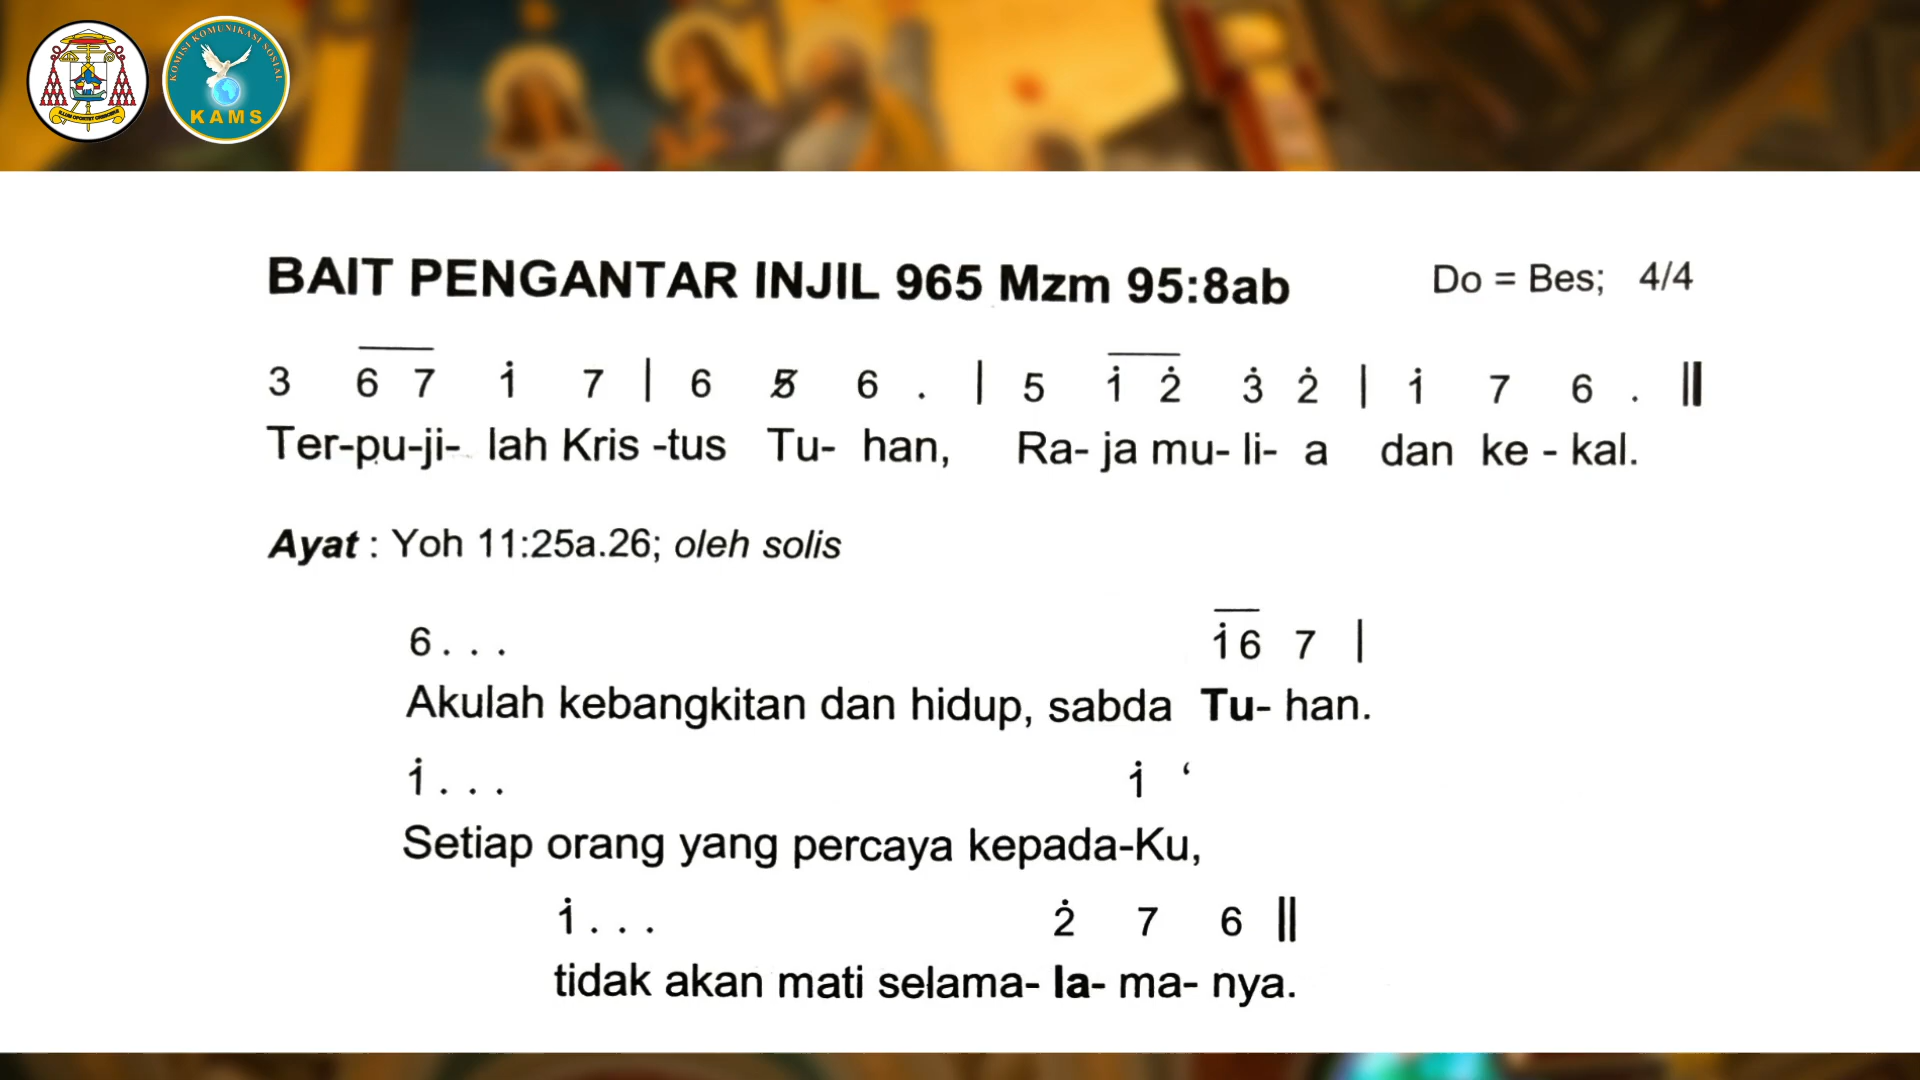 KOMISI KOMUNIKASI SOSIAL
KAMS
BAIT PENGANTAR INJIL 965 Mzm 95:8ab
Do = Bes; 4/4
3 6 7 1̇ 7 | 6 5̸ 6 . | 5 1̇ 2̇ 3̇ 2̇ | 1̇ 7 6 . ||
Ter-pu-ji- lah Kris -tus Tu- han, Ra- ja mu- li- a dan ke - kal.
Ayat : Yoh 11:25a.26; oleh solis
6 . . . 1̇ 6 7 |
Akulah kebangkitan dan hidup, sabda Tu- han.
1̇ . . . 1̇ ‘
Setiap orang yang percaya kepada-Ku,
1̇ . . . 2̇ 7 6 ||
tidak akan mati selama- la- ma- nya.